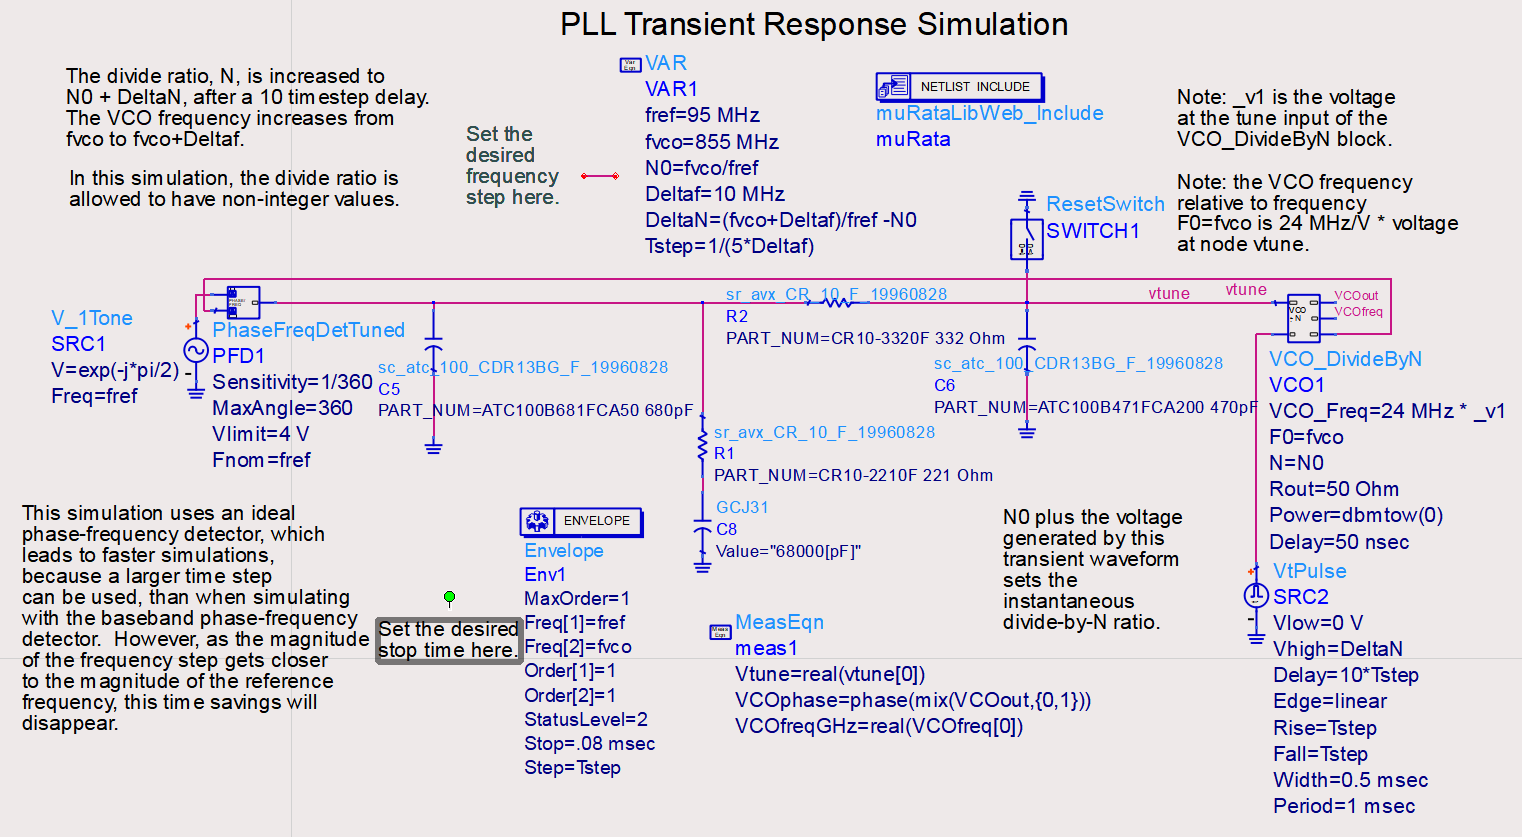 PLL Transient Response Simulation
The divide ratio, N, is increased to
N0 + DeltaN, after a 10 timestep delay.
The VCO frequency increases from
fvco to fvco+Deltaf.
In this simulation, the divide ratio is
allowed to have non-integer values.
Set the
desired
frequency
step here.
Var
Eqn
VAR
VAR1
fref=95 MHz
fvco=855 MHz
N0=fvco/fref
Deltaf=10 MHz
DeltaN=(fvco+Deltaf)/fref -N0
Tstep=1/(5*Deltaf)
NETLIST INCLUDE
muRataLibWeb_Include
muRata
Note: _v1 is the voltage
at the tune input of the
VCO_DivideByN block.
Note: the VCO frequency
relative to frequency
F0=fvco is 24 MHz/V * voltage
at node vtune.
ResetSwitch
SWITCH1
V_1Tone
SRC1
V=exp(-j*pi/2)
Freq=fref
PhaseFreqDetTuned
PFD1
Sensitivity=1/360
MaxAngle=360
Vlimit=4 V
Fnom=fref
sc_atc_100_CDR13BG_F_19960828
C5
PART_NUM=ATC100B681FCA50 680pF
sr_avx_CR_10_F_19960828
R2
PART_NUM=CR10-3320F 332 Ohm
sc_atc_100_CDR13BG_F_19960828
C6
PART_NUM=ATC100B471FCA200 470pF
sr_avx_CR_10_F_19960828
R1
PART_NUM=CR10-2210F 221 Ohm
GCJ31
C8
Value="68000[pF]"
vtune
vtune
VCO
÷N
VCOout
VCOfreq
VCO_DivideByN
VCO1
VCO_Freq=24 MHz * _v1
F0=fvco
N=N0
Rout=50 Ohm
Power=dbmtow(0)
Delay=50 nsec
This simulation uses an ideal
phase-frequency detector, which
leads to faster simulations,
because a larger time step
can be used, than when simulating
with the baseband phase-frequency
detector.  However, as the magnitude
of the frequency step gets closer
to the magnitude of the reference
frequency, this time savings will
disappear.
Set the desired
stop time here.
ENVELOPE
Envelope
Env1
MaxOrder=1
Freq[1]=fref
Freq[2]=fvco
Order[1]=1
Order[2]=1
StatusLevel=2
Stop=.08 msec
Step=Tstep
Meas
Eqn
MeasEqn
meas1
Vtune=real(vtune[0])
VCOphase=phase(mix(VCOout,{0,1}))
VCOfreqGHz=real(VCOfreq[0])
N0 plus the voltage
generated by this
transient waveform
sets the
instantaneous
divide-by-N ratio.
VtPulse
SRC2
Vlow=0 V
Vhigh=DeltaN
Delay=10*Tstep
Edge=linear
Rise=Tstep
Fall=Tstep
Width=0.5 msec
Period=1 msec